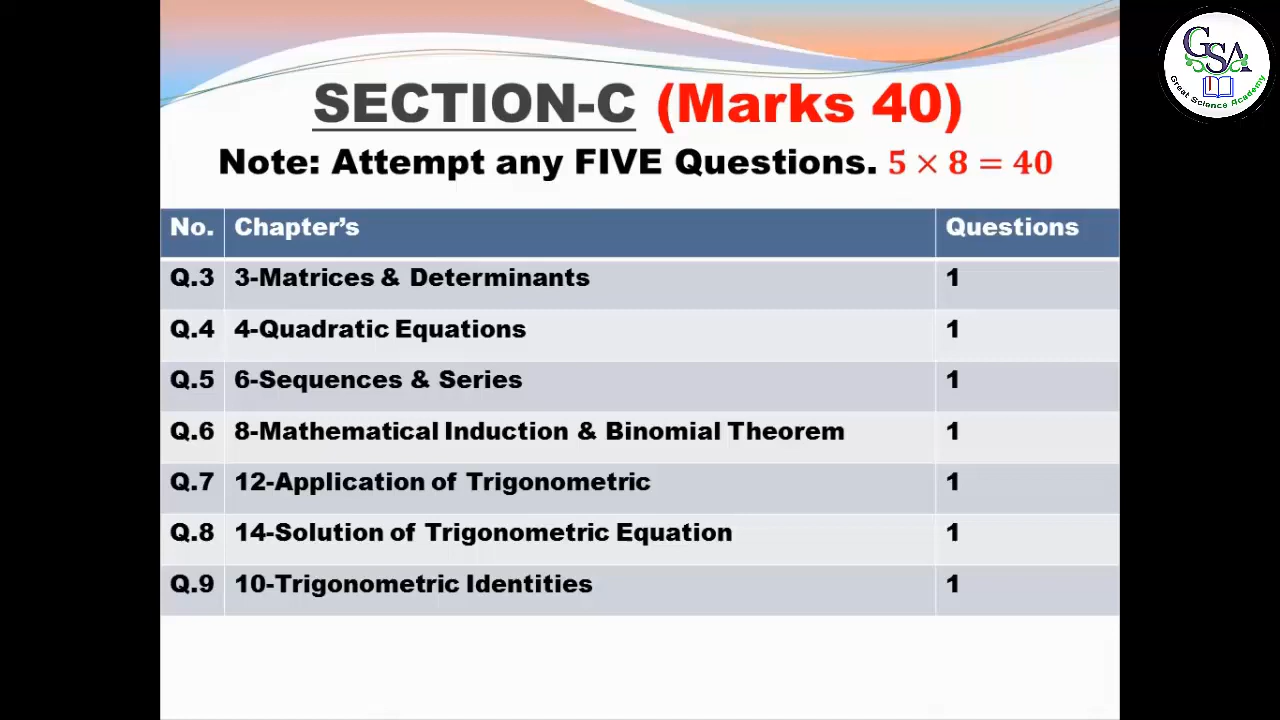 GSA
Great Science Academy
SECTION-C (Marks 40)
Note: Attempt any FIVE Questions. 5 × 8 = 40
No. Chapter’s Questions
Q.3 3-Matrices & Determinants 1
Q.4 4-Quadratic Equations 1
Q.5 6-Sequences & Series 1
Q.6 8-Mathematical Induction & Binomial Theorem 1
Q.7 12-Application of Trigonometric 1
Q.8 14-Solution of Trigonometric Equation 1
Q.9 10-Trigonometric Identities 1